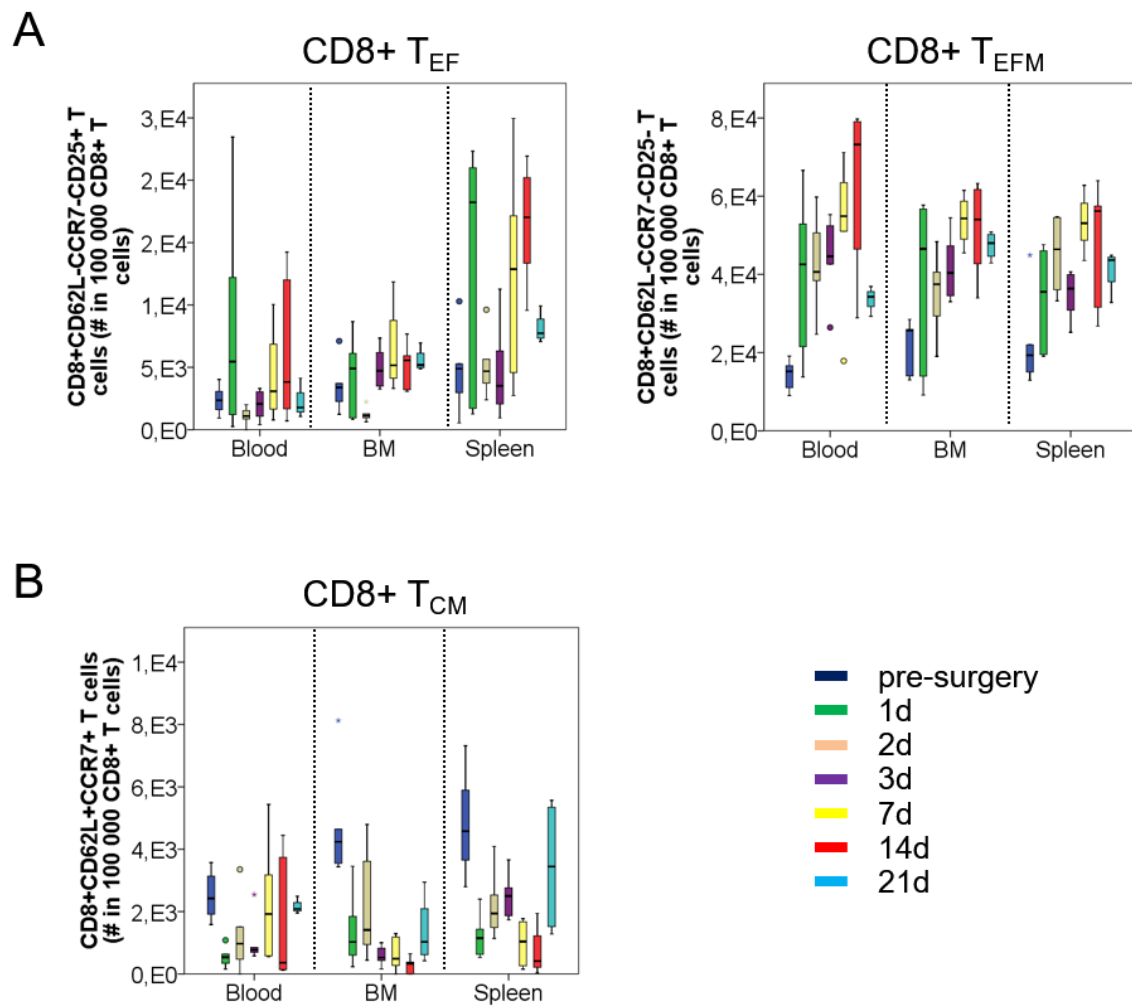 A
CD8+ TEF
CD8+CD62L-CCR7-CD25+ T
cells (# in 100 000 CD8+ T
cells)
3,E4
2,E4
2,E4
1,E4
5,E3
0,E0
Blood
BM
Spleen
CD8+ TEFM
CD8+CD62L-CCR7-CD25- T
cells (# in 100 000 CD8+ T
cells)
8,E4
6,E4
4,E4
2,E4
0,E0
Blood
BM
Spleen
B
CD8+ TCM
CD8+CD62L+CCR7+ T cells
(# in 100 000 CD8+ T cells)
1,E4
8,E3
6,E3
4,E3
2,E3
0,E0
Blood
BM
Spleen
pre-surgery
1d
2d
3d
7d
14d
21d